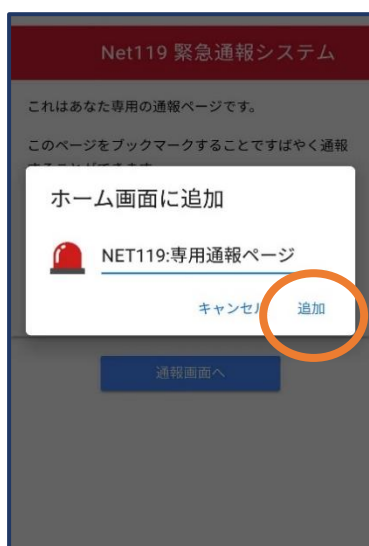 Net119 緊急通報システム
これはあなた専用の通報ページです。
このページをブックマークすることですばやく通報
ホーム画面に追加
NET119:専用通報ページ
キャンセル
追加
通報画面へ